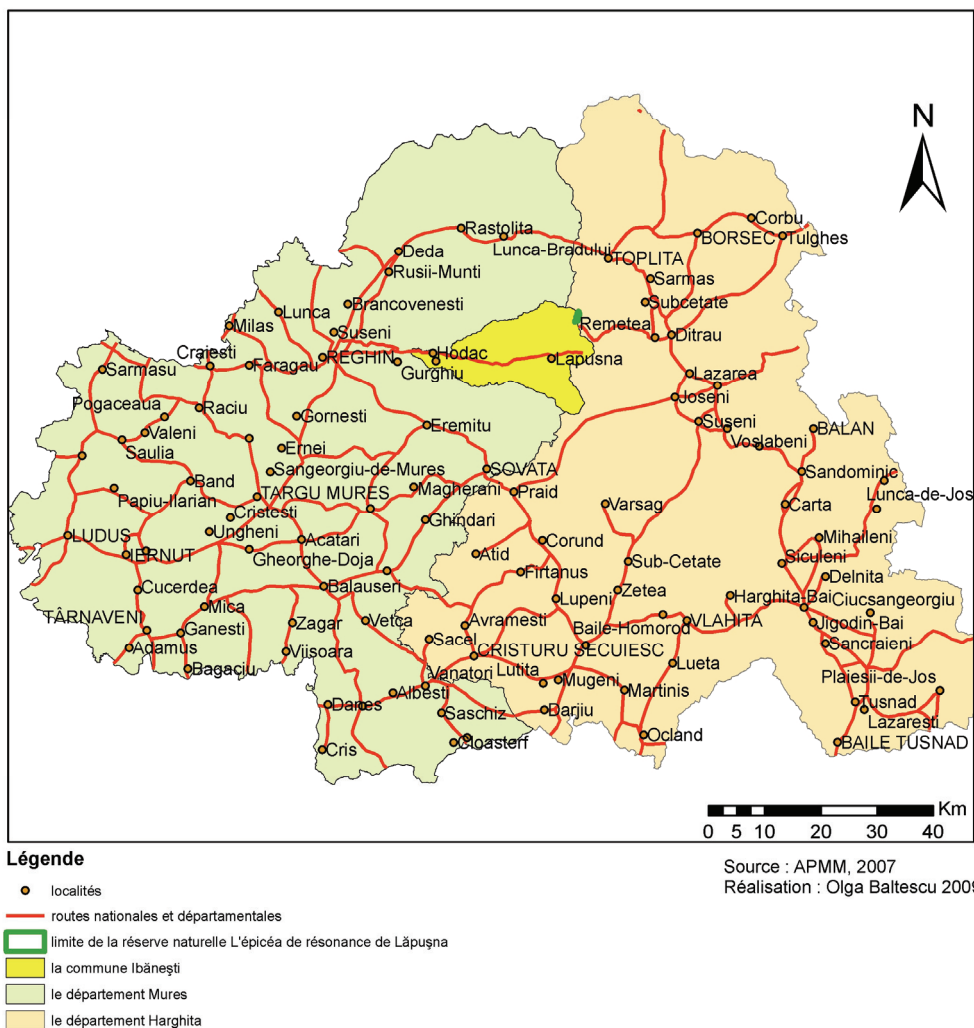 N
Corbu
Rastolita
BORSEC
Tulghes
Lunca-Bradului
Deda
TOPLITA
Rusii-Munti
Sarmas
Brancovenesti
Subcetate
Lunca
Milas
Suseni
Remetea
Ditrau
Craiesti
Hodac
REGHIN
Lapusna
Faragau
Gurghiu
Sarmasu
Lazarea
Joseni
Pogaceaua
Raciu
Gornesti
Eremitu
Suseni
Valeni
Voslabeni
BALAN
Saulia
Ernei
Sangeorgiu-de-Mures
SOVATA
Sandominic
Band
Magherani
Praid
Lunca-de-Jos
Papiu-Ilarian
TARGU MURES
Varsag
Carta
Cristesti
Ghindari
LUDUS
Ungheni
Acatari
Corund
Mihaileni
IERNUT
Gheorghe-Doja
Atid
Siculeni
Sub-Cetate
Firtanus
Delnita
Cucerdea
Balauseri
Zetea
Harghita-Bai
Ciucsangeorgiu
Mica
Lupeni
TÂRNAVENI
Zagar
Vetca
Avramesti
Baile-Homorod
VLAHITA
Jigodin-Bai
Ganesti
Sacel
Sancraieni
Adamus
Viisoara
CRISTURU SECUIESC
Bagaciu
Vanatori
Lutita
Mugeni
Lueta
Plaiesii-de-Jos
Albesti
Martinis
Danes
Saschiz
Darjiu
Tusnad
Lazaresti
Cris
Cloasterf
Ocland
BAILE TUSNAD
Km
0 5 10 20 30 40
Légende
Source : APMM, 2007
Réalisation : Olga Baltescu 2009
localités
routes nationales et départamentales
limite de la réserve naturelle L'épicéa de résonance de Lăpuşna
la commune Ibăneşti
le département Mures
le département Harghita